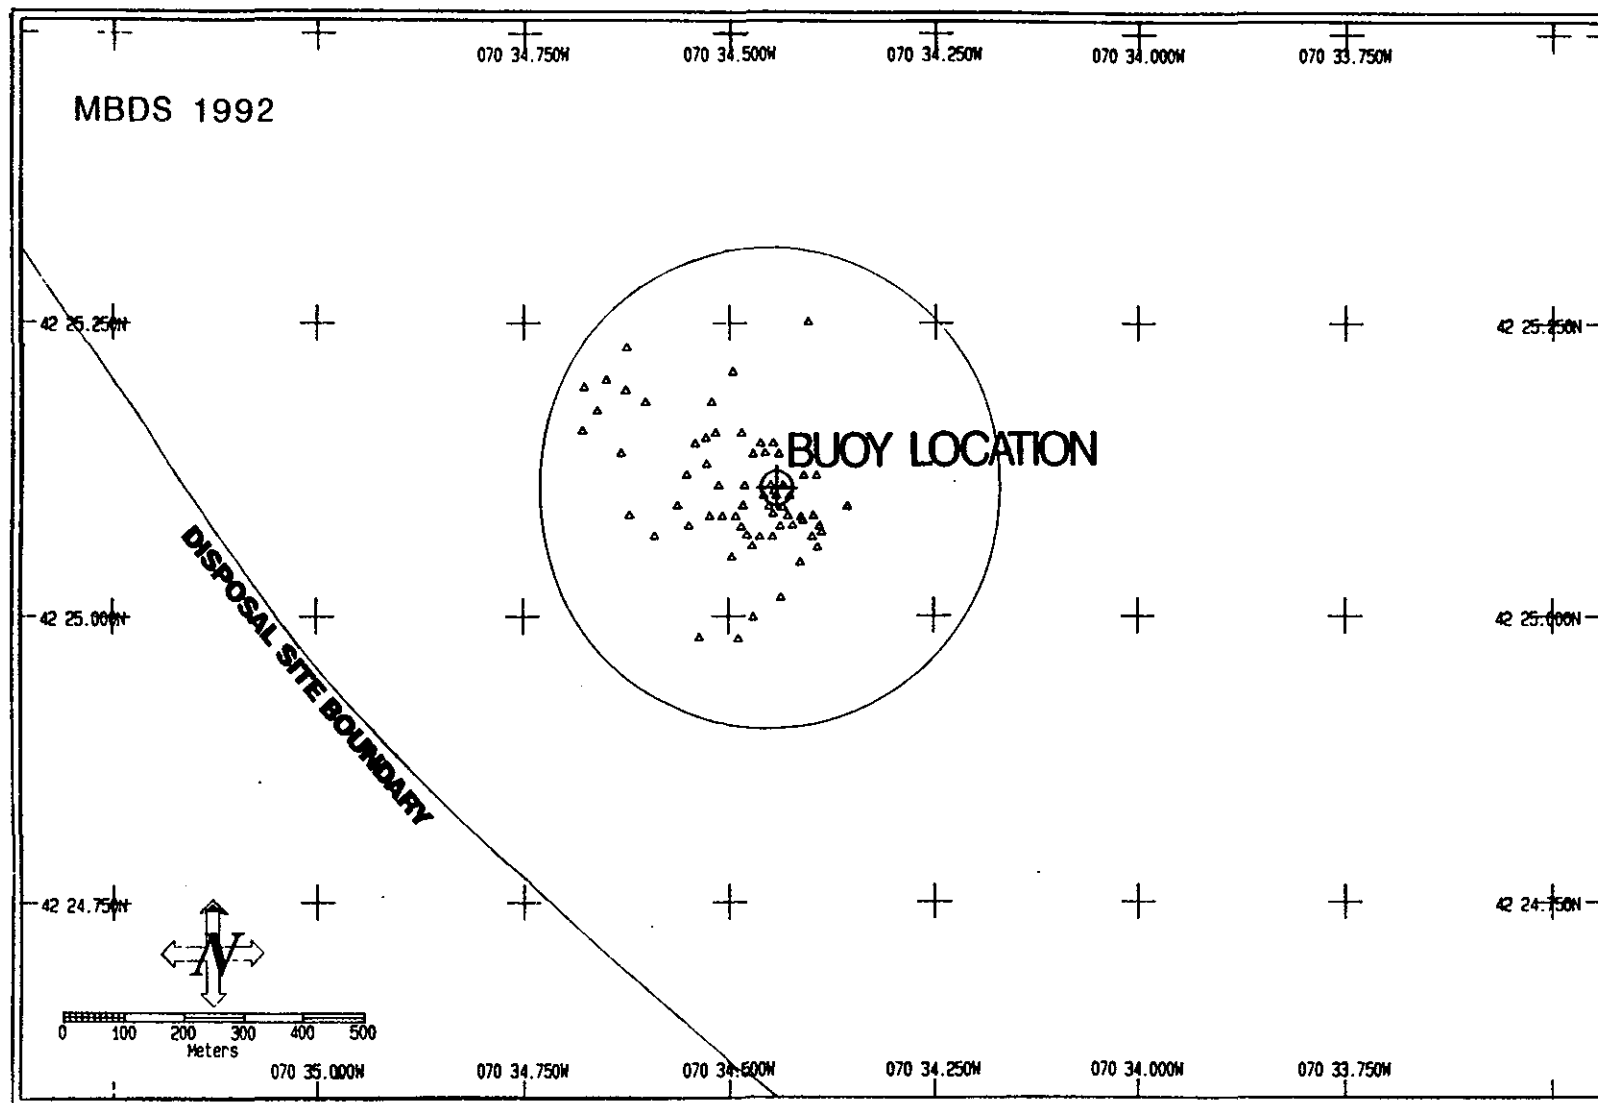 070 34.750W 070 34.500W 070 34.250W 070 34.000W 070 33.750W
MBDS 1992
42 25.250N 42 25.250N
BUOY LOCATION
DISPOSAL SITE BOUNDARY
42 25.000N 42 25.000N
42 24.750N 42 24.750N
N
0 100 200 300 400 500
Meters
070 35.000W 070 34.750W 070 34.500W 070 34.250W 070 34.000W 070 33.750W